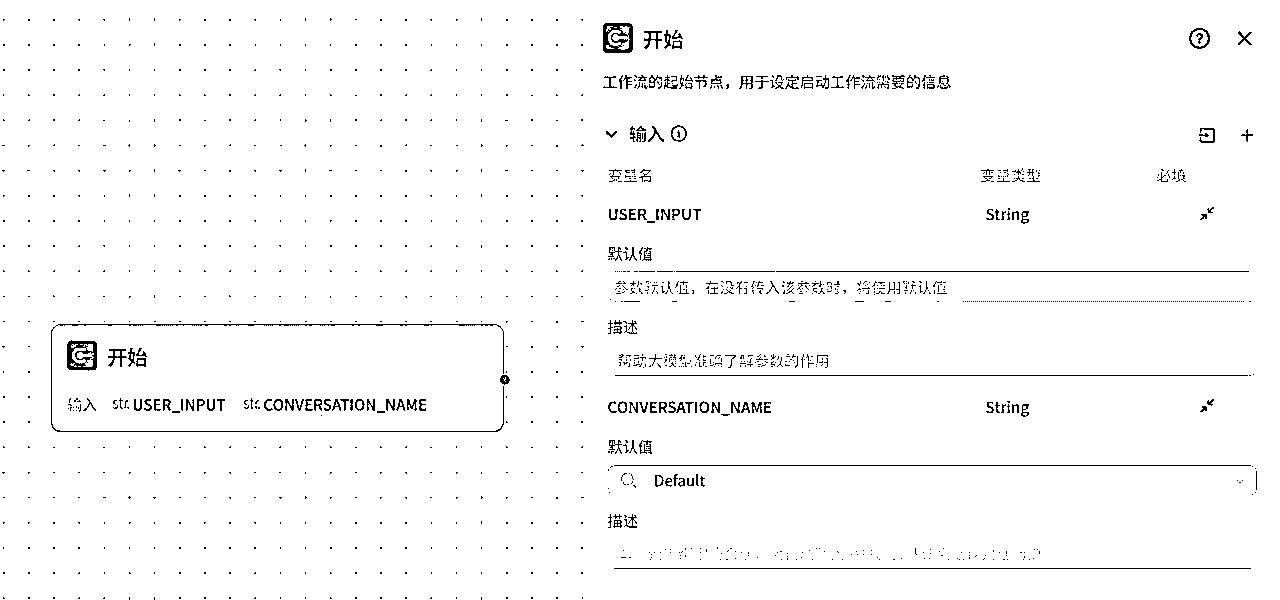 开始
输入 str. USER_INPUT str. CONVERSATION_NAME
开始
工作流的起始节点，用于设定启动工作流需要的信息
输入
变量名 变量类型 必填
USER_INPUT String
默认值
参数默认值，在没有传入该参数时，将使用默认值
描述
帮助大模型准确了解参数的作用
CONVERSATION_NAME String
默认值
Default
描述